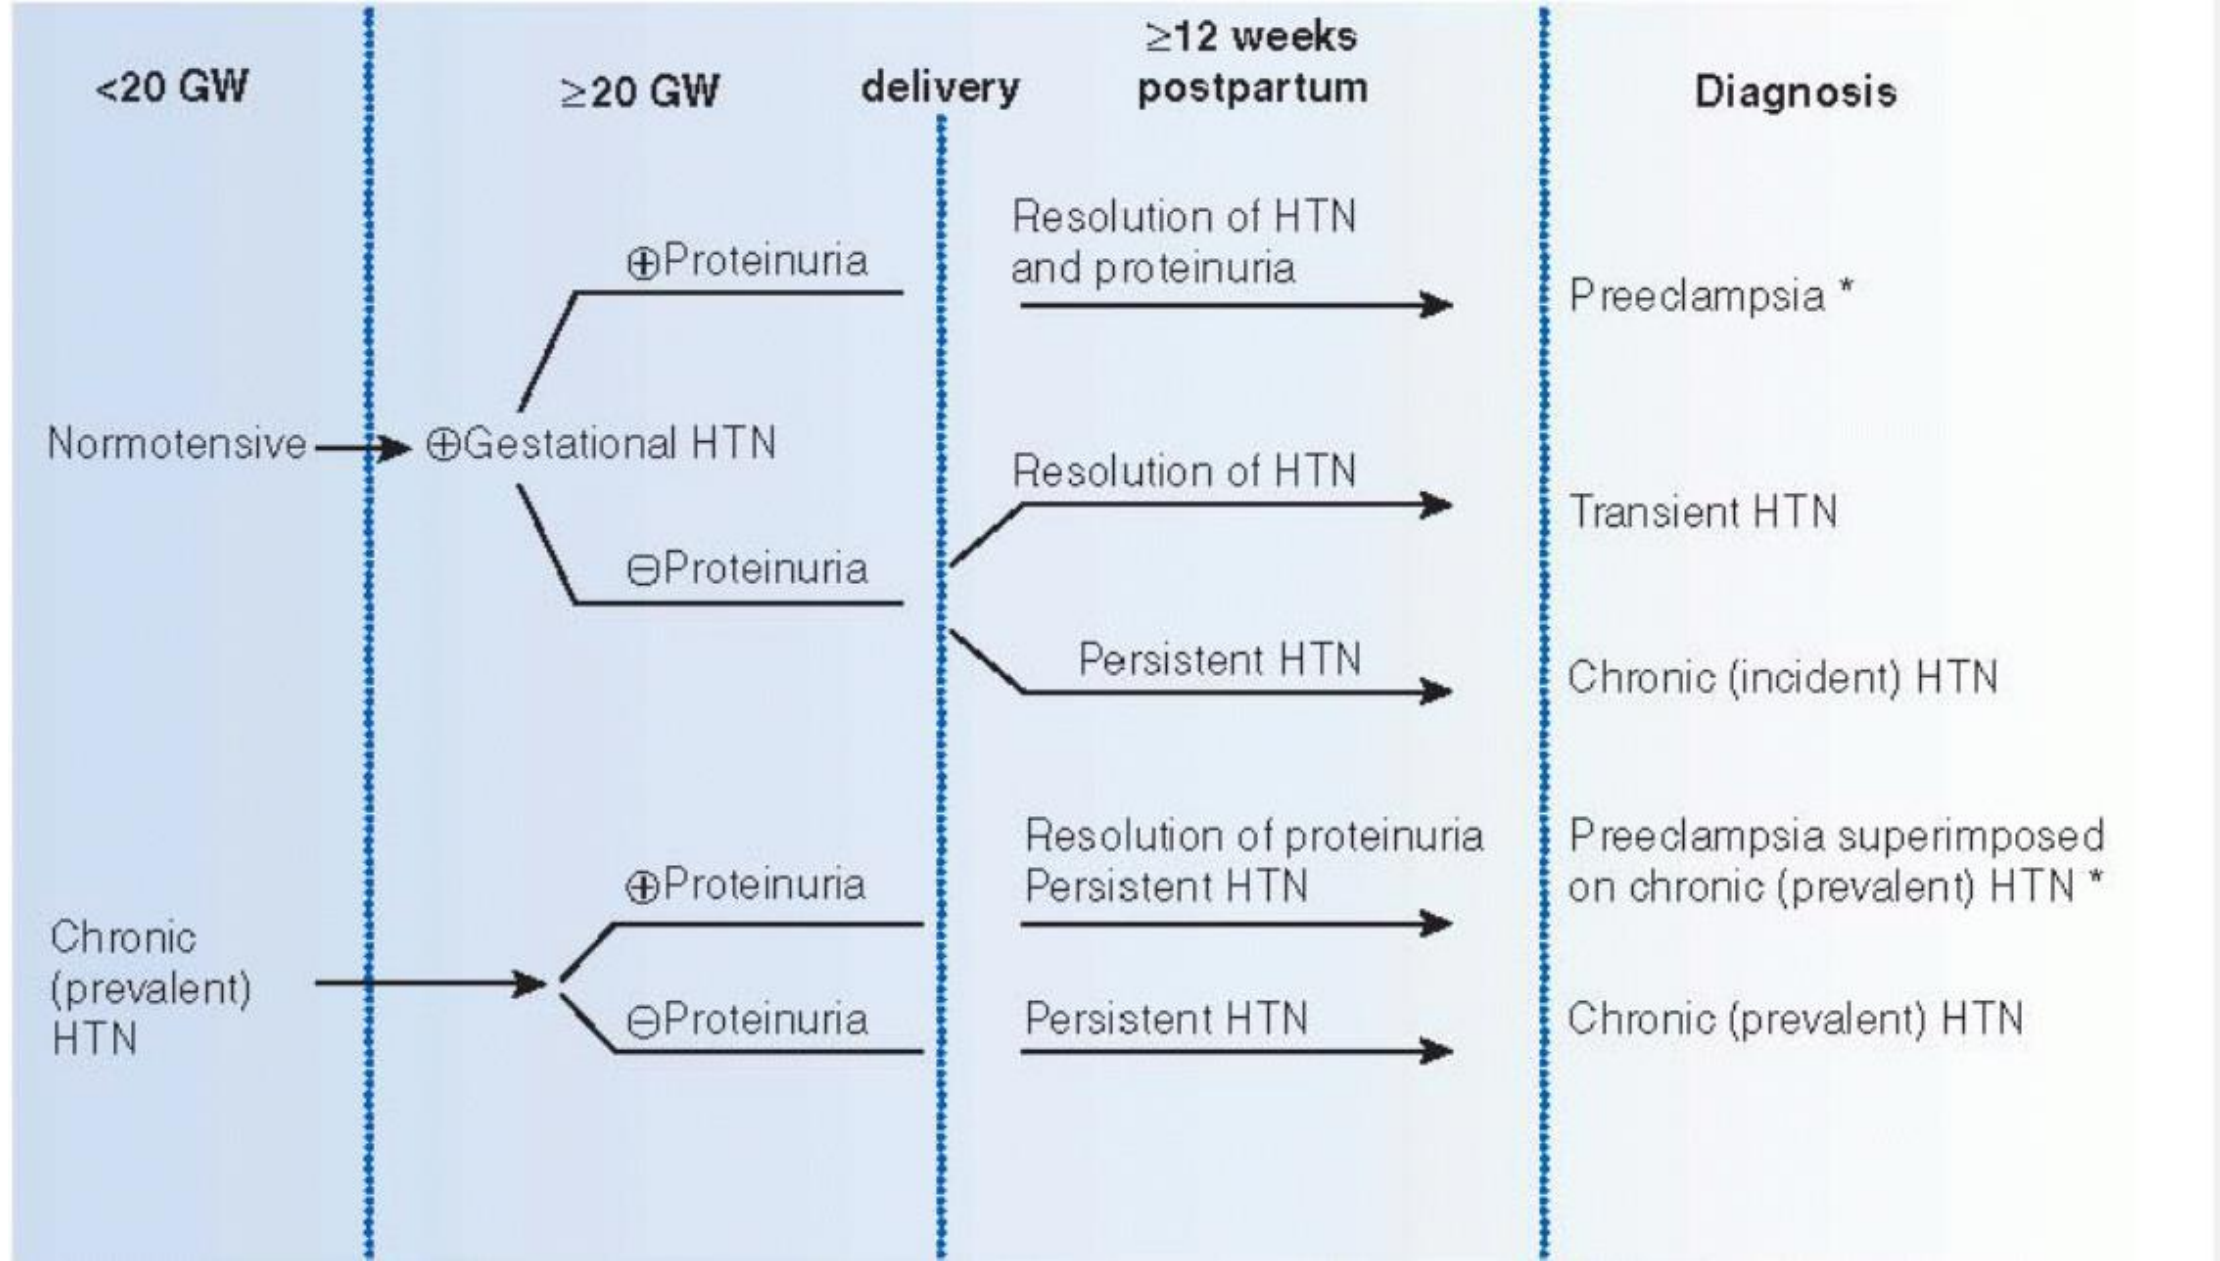 <20 GW
≥20 GW
delivery
≥12 weeks
postpartum
Diagnosis
Resolution of HTN
and proteinuria
⊕Proteinuria
Preeclampsia *
Normotensive
⊕Gestational HTN
Resolution of HTN
Transient HTN
⊖Proteinuria
Persistent HTN
Chronic (incident) HTN
Chronic
(prevalent)
HTN
⊕Proteinuria
Resolution of proteinuria
Persistent HTN
Preeclampsia superimposed
on chronic (prevalent) HTN *
⊖Proteinuria
Persistent HTN
Chronic (prevalent) HTN